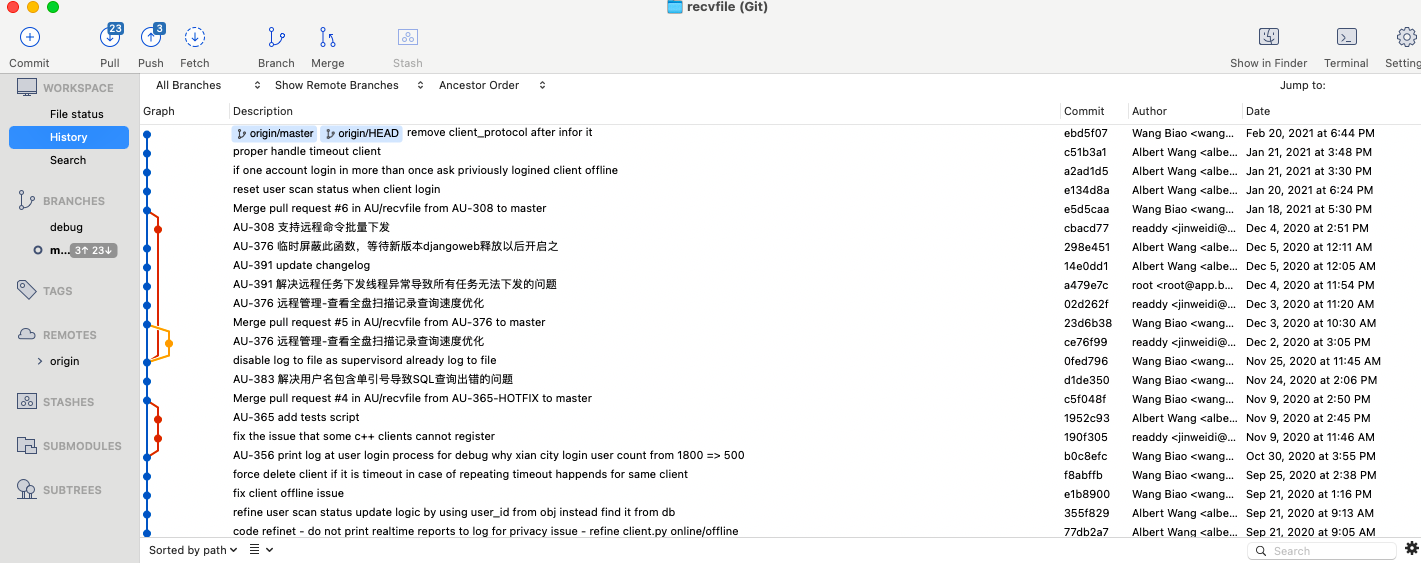 recvfile (Git)
23 3
Commit Pull Push Fetch Branch Merge Stash Show in Finder Terminal Setting
WORKSPACE
File status
History
Search
BRANCHES
debug
m... 3↑ 23↓
TAGS
REMOTES
origin
STASHES
SUBMODULES
SUBTREES
All Branches Show Remote Branches Ancestor Order Jump to:
Graph Description Commit Author Date
origin/master origin/HEAD remove client_protocol after infor it ebd5f07 Wang Biao <wang... Feb 20, 2021 at 6:44 PM
proper handle timeout client c51b3a1 Albert Wang <albe... Jan 21, 2021 at 3:48 PM
if one account login in more than once ask priviously logined client offline a2ad1d5 Albert Wang <albe... Jan 21, 2021 at 3:30 PM
reset user scan status when client login e134d8a Albert Wang <albe... Jan 20, 2021 at 6:24 PM
Merge pull request #6 in AU/recvfile from AU-308 to master e5d5caa Wang Biao <wang... Jan 18, 2021 at 5:30 PM
AU-308 支持远程命令批量下发 cbacd77 readdy <jinweidi@... Dec 4, 2020 at 2:51 PM
AU-376 临时屏蔽此函数，等待新版本djangoweb释放以后开启之 298e451 Albert Wang <albe... Dec 5, 2020 at 12:11 AM
AU-391 update changelog 14e0dd1 Albert Wang <albe... Dec 5, 2020 at 12:05 AM
AU-391 解决远程任务下发线程异常导致所有任务无法下发的问题 a479e7c root <root@app.b... Dec 4, 2020 at 11:54 PM
AU-376 远程管理-查看全盘扫描记录查询速度优化 02d262f readdy <jinweidi@... Dec 3, 2020 at 11:20 AM
Merge pull request #5 in AU/recvfile from AU-376 to master 23d6b38 Wang Biao <wang... Dec 3, 2020 at 10:30 AM
AU-376 远程管理-查看全盘扫描记录查询速度优化 ce76f99 readdy <jinweidi@... Dec 2, 2020 at 3:05 PM
disable log to file as supervisord already log to file 0fed796 Wang Biao <wang... Nov 25, 2020 at 11:45 AM
AU-383 解决用户名包含单引号导致SQL查询出错的问题 d1de350 Wang Biao <wang... Nov 24, 2020 at 2:06 PM
Merge pull request #4 in AU/recvfile from AU-365-HOTFIX to master c5f048f Wang Biao <wang... Nov 9, 2020 at 2:50 PM
AU-365 add tests script 1952c93 Albert Wang <albe... Nov 9, 2020 at 2:45 PM
fix the issue that some c++ clients cannot register 190f305 readdy <jinweidi@... Nov 9, 2020 at 11:46 AM
AU-356 print log at user login process for debug why xian city login user count from 1800 => 500 b0c8efc Wang Biao <wang... Oct 30, 2020 at 3:55 PM
force delete client if it is timeout in case of repeating timeout happends for same client f8abffb Wang Biao <wang... Sep 25, 2020 at 2:38 PM
fix client offline issue e1b8900 Wang Biao <wang... Sep 21, 2020 at 1:16 PM
refine user scan status update logic by using user_id from obj instead find it from db 355f829 Albert Wang <albe... Sep 21, 2020 at 9:13 AM
code refinet - do not print realtime reports to log for privacy issue - refine client.py online/offline 77db2a7 Albert Wang <albe... Sep 21, 2020 at 9:05 AM
Sorted by path Search